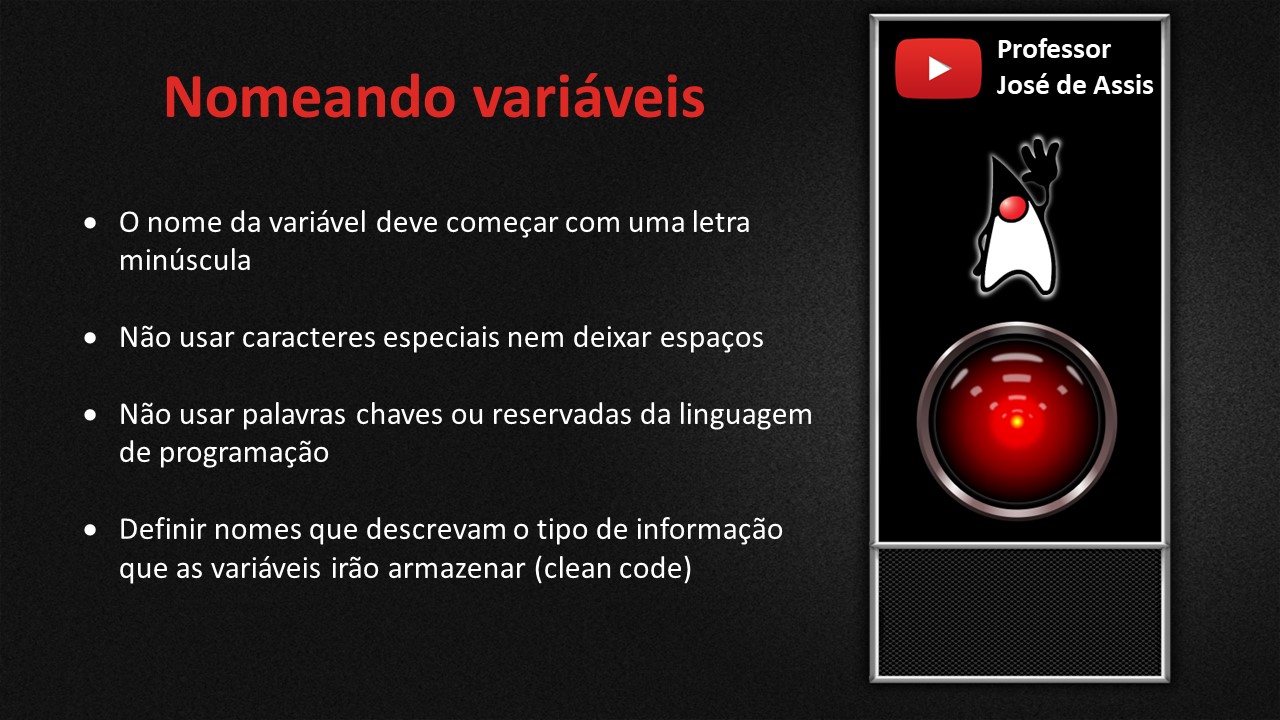 Nomeando variáveis
• O nome da variável deve começar com uma letra
minúscula
• Não usar caracteres especiais nem deixar espaços
• Não usar palavras chaves ou reservadas da linguagem
de programação
• Definir nomes que descrevam o tipo de informação
que as variáveis irão armazenar (clean code)
Professor
José de Assis